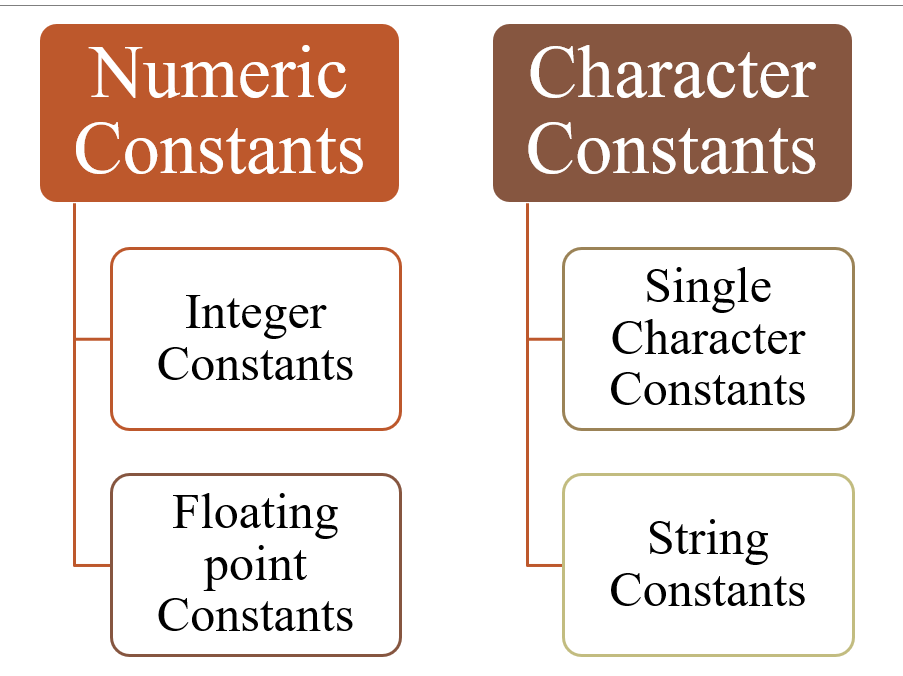 Numeric
Constants
Integer
Constants
Floating
point
Constants
Character
Constants
Single
Character
Constants
String
Constants